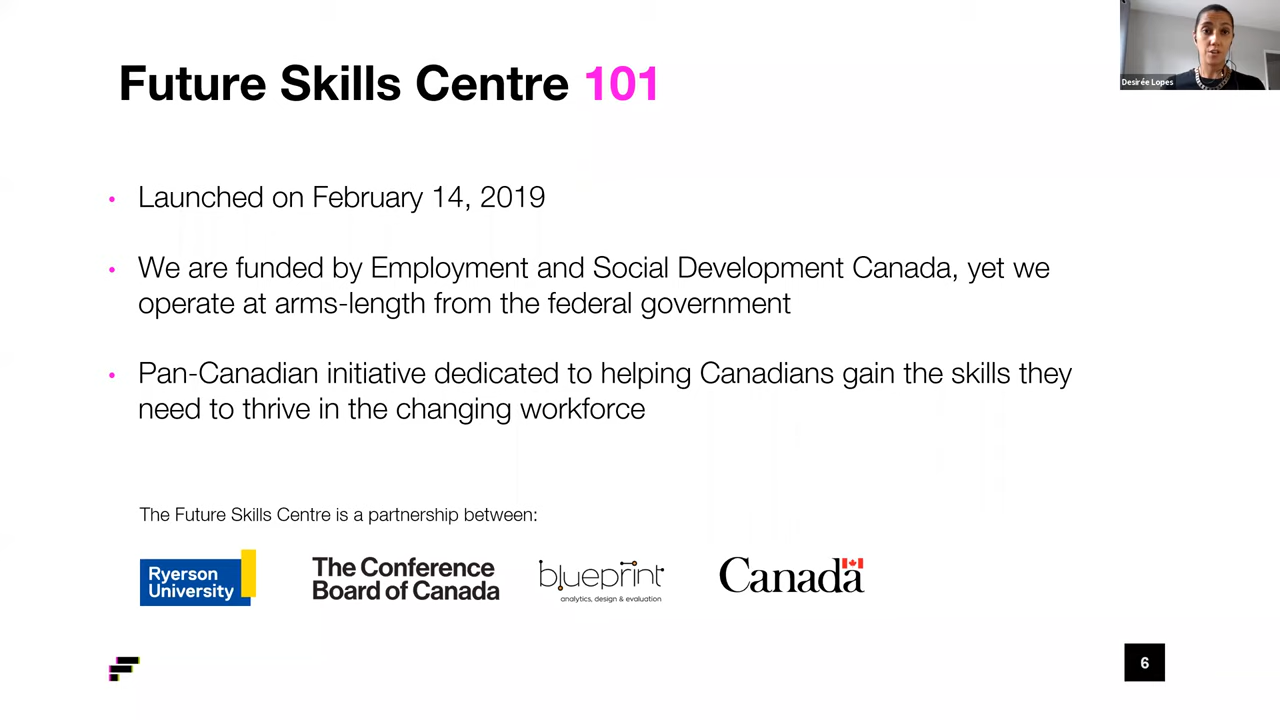 Future Skills Centre 101
Desirée Lopes
• Launched on February 14, 2019
• We are funded by Employment and Social Development Canada, yet we
operate at arms-length from the federal government
• Pan-Canadian initiative dedicated to helping Canadians gain the skills they
need to thrive in the changing workforce
The Future Skills Centre is a partnership between:
Ryerson
University
The Conference
Board of Canada
blueprint
analytics, design & evaluation
Canada
6